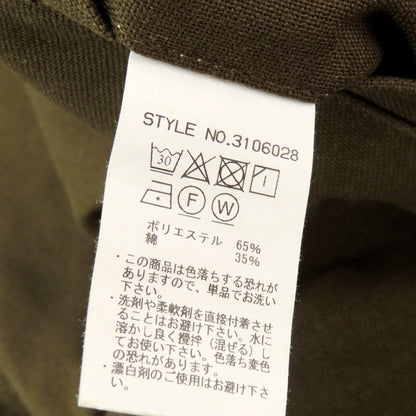 STYLE NO.3106028
30
F W
ポリエステル 65%
綿 35%
・この商品は色落ちする恐れが
ありますので、単品でお洗い
下さい。
・洗剤や柔軟剤を直接付着させ
ることはお避け下さい。水に
溶かし良く攪拌（混ぜる）し
てお使い下さい。色落ち変色
の恐れがあります。
・漂白剤のご使用はお避け下さい